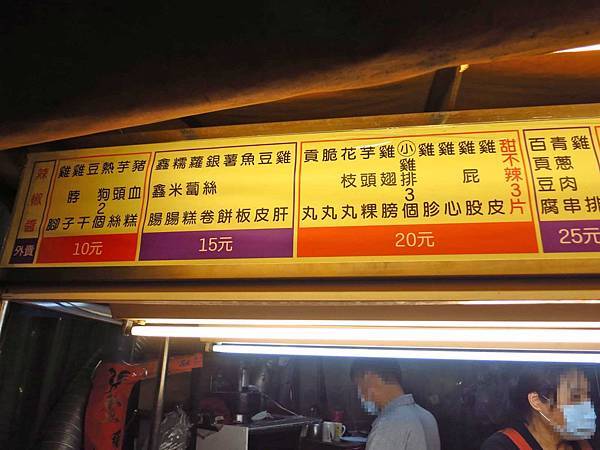 辣椒醬
外賣
雞腳
雞脖子
豆干
熱狗2個
芋頭絲
豬血糕
10元
鑫鑫腸
糯米腸
蘿蔔糕
銀絲卷
薯餅
魚板
豆皮
雞肝
15元
貢丸
脆丸
花枝丸
芋頭粿
雞翅膀
小雞排3個
雞胗
雞心
雞屁股
雞皮
甜不辣3片
20元
百頁豆腐
青蔥肉串
25元